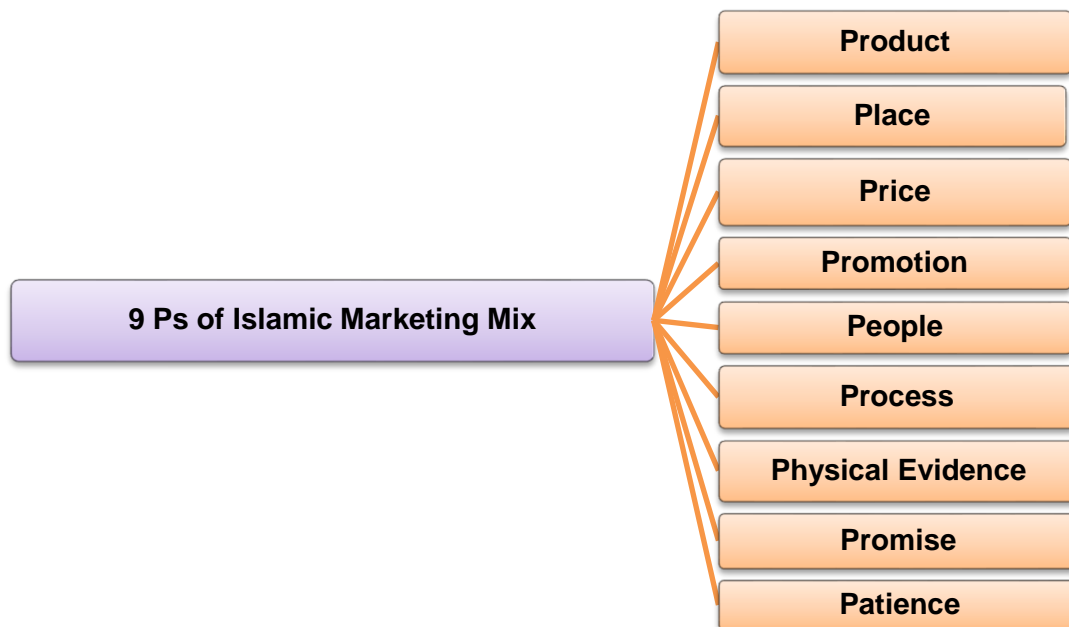 Product
Place
Price
Promotion
People
9 Ps of Islamic Marketing Mix
Process
Physical Evidence
Promise
Patience